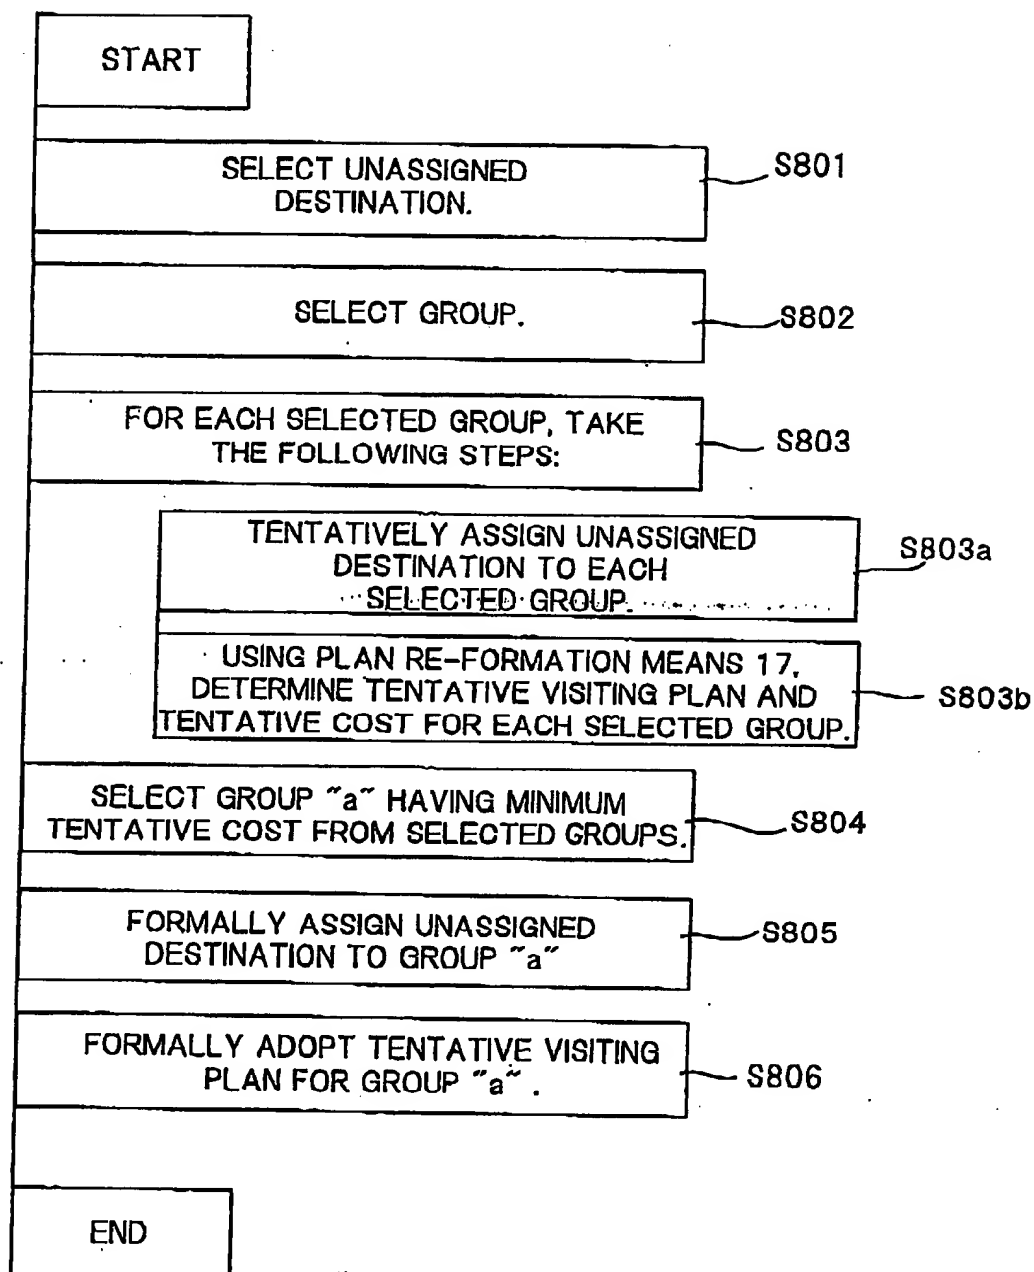 START
SELECT UNASSIGNED
DESTINATION.
S801
SELECT GROUP.
S802
FOR EACH SELECTED GROUP, TAKE
THE FOLLOWING STEPS:
S803
TENTATIVELY ASSIGN UNASSIGNED
DESTINATION TO EACH
SELECTED GROUP.
S803a
USING PLAN RE-FORMATION MEANS 17,
DETERMINE TENTATIVE VISITING PLAN AND
TENTATIVE COST FOR EACH SELECTED GROUP.
S803b
SELECT GROUP "a" HAVING MINIMUM
TENTATIVE COST FROM SELECTED GROUPS.
S804
FORMALLY ASSIGN UNASSIGNED
DESTINATION TO GROUP "a"
S805
FORMALLY ADOPT TENTATIVE VISITING
PLAN FOR GROUP "a" .
S806
END